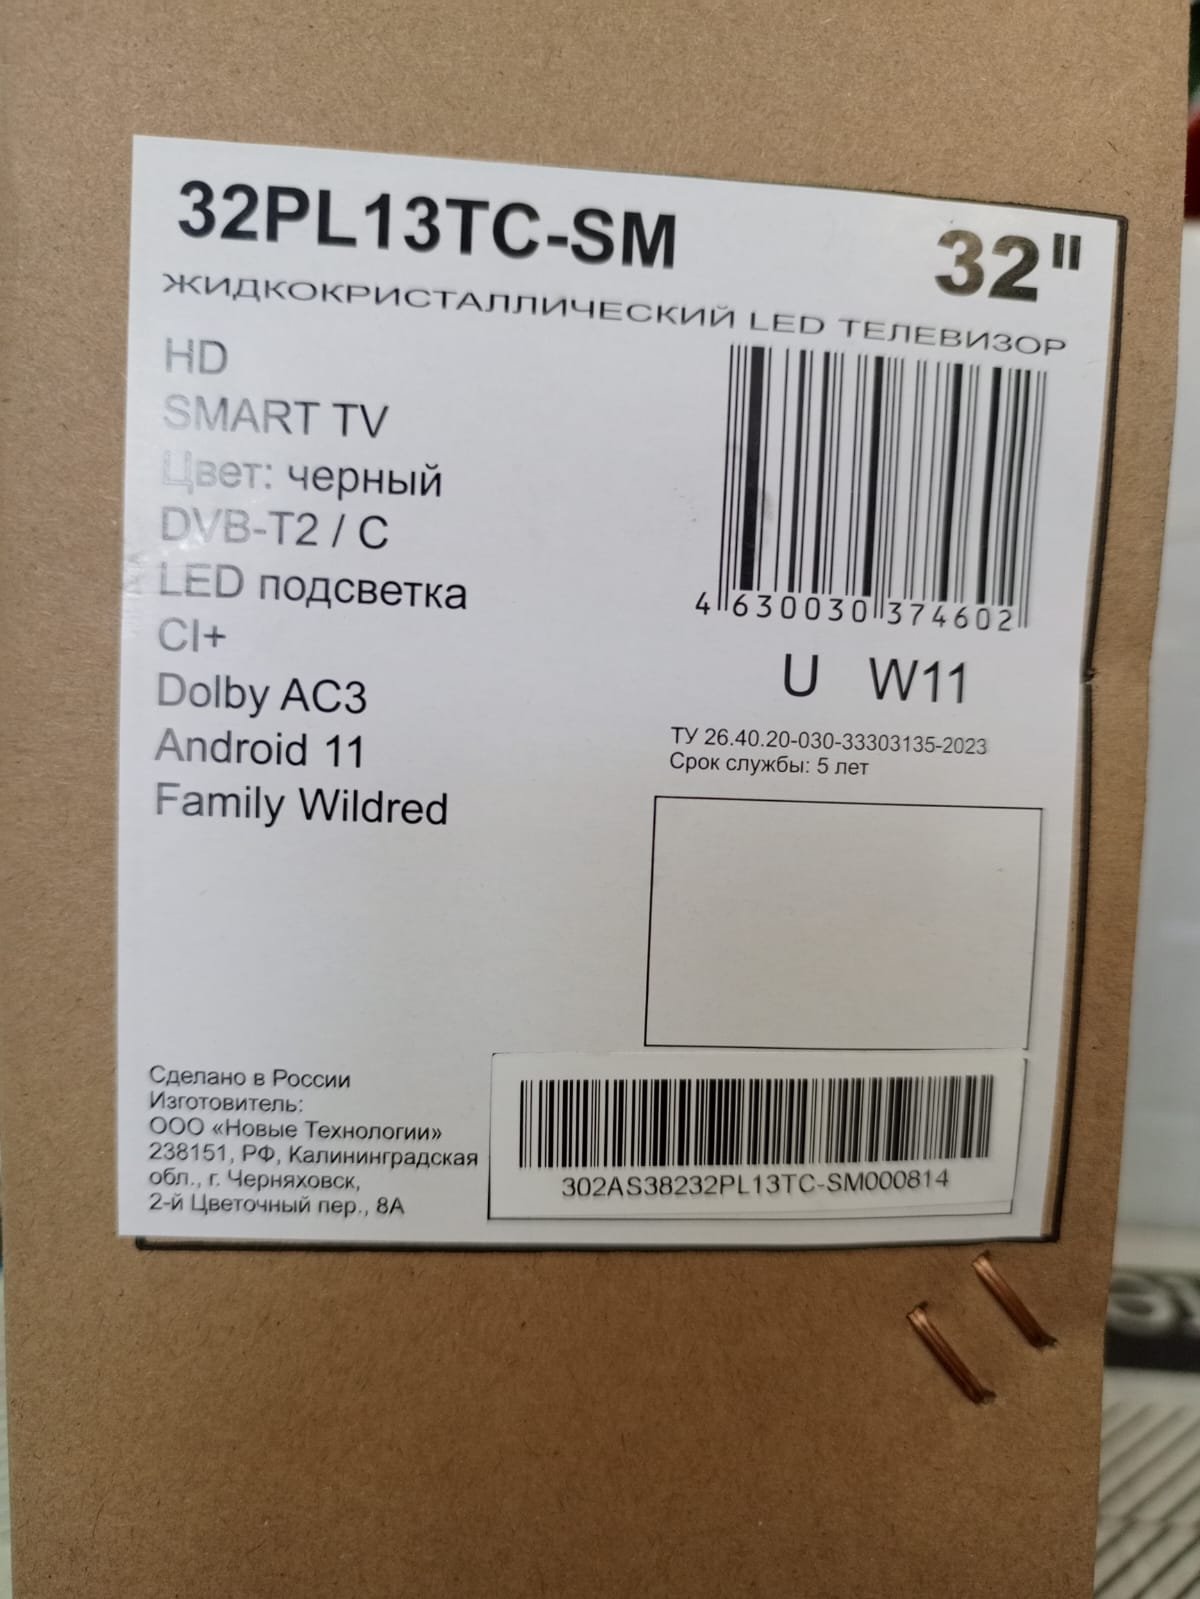 32PL13TC-SM
32"
ЖИДКОКРИСТАЛЛИЧЕСКИЙ LED ТЕЛЕВИЗОР
HD
SMART TV
Цвет: черный
DVB-T2 / C
LED подсветка
CI+
Dolby AC3
Android 11
Family Wildred
4 630030 374602
U W11
ТУ 26.40.20-030-33303135-2023
Срок службы: 5 лет
Сделано в России
Изготовитель:
ООО «Новые Технологии»
238151, РФ, Калининградская
обл., г. Черняховск,
2-й Цветочный пер., 8А
302AS38232PL13TC-SM000814